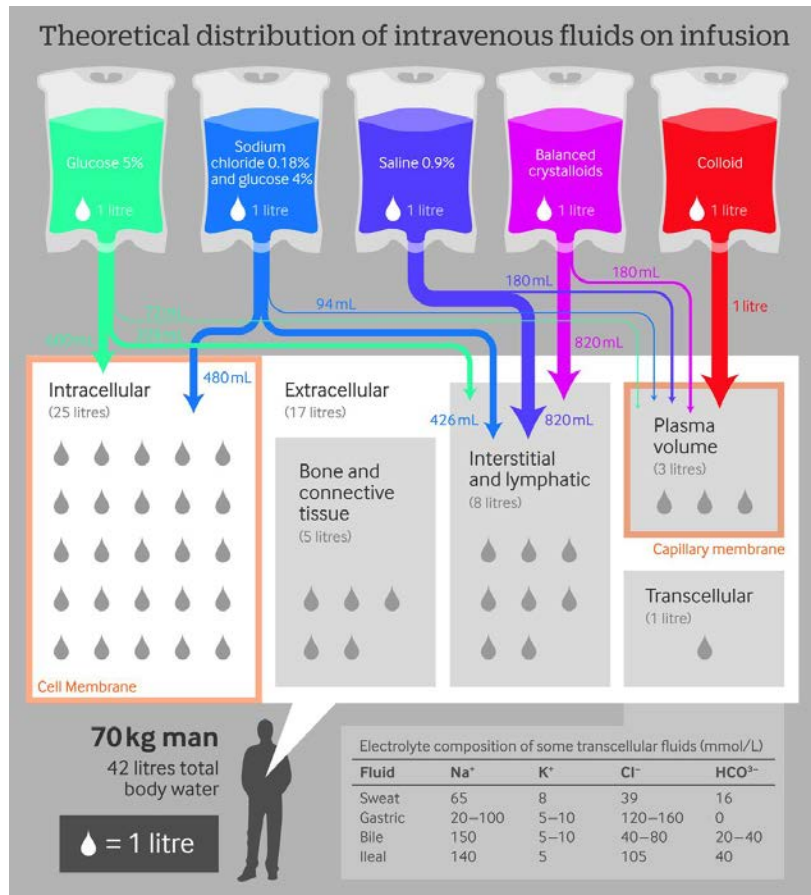 Theoretical distribution of intravenous fluids on infusion
Glucose 5%
1 litre
Sodium
chloride 0.18%
and glucose 4%
1 litre
Saline 0.9%
1 litre
Balanced
crystalloids
1 litre
Colloid
1 litre
94 mL
180 mL
180 mL
1 litre
820 mL
480 mL
426 mL
820 mL
Intracellular
(25 litres)
Cell Membrane
Extracellular
(17 litres)
Bone and
connective
tissue
(5 litres)
Interstitial
and lymphatic
(8 litres)
Plasma
volume
(3 litres)
Capillary membrane
Transcellular
(1 litre)
70 kg man
42 litres total
body water
= 1 litre
Electrolyte composition of some transcellular fluids (mmol/L)
Fluid Na⁺ K⁺ Cl⁻ HCO³⁻
Sweat 65 8 39 16
Gastric 20–100 5–10 120–160 0
Bile 150 5–10 40–80 20–40
Ileal 140 5 105 40